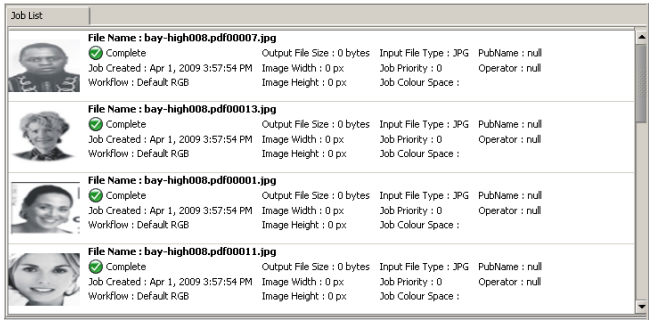 Job List
File Name : bay-high008.pdf00007.jpg
Complete Output File Size : 0 bytes Input File Type : JPG PubName : null
Job Created : Apr 1, 2009 3:57:54 PM Image Width : 0 px Job Priority : 0 Operator : null
Workflow : Default RGB Image Height : 0 px Job Colour Space :
File Name : bay-high008.pdf00013.jpg
Complete Output File Size : 0 bytes Input File Type : JPG PubName : null
Job Created : Apr 1, 2009 3:57:54 PM Image Width : 0 px Job Priority : 0 Operator : null
Workflow : Default RGB Image Height : 0 px Job Colour Space :
File Name : bay-high008.pdf00001.jpg
Complete Output File Size : 0 bytes Input File Type : JPG PubName : null
Job Created : Apr 1, 2009 3:57:54 PM Image Width : 0 px Job Priority : 0 Operator : null
Workflow : Default RGB Image Height : 0 px Job Colour Space :
File Name : bay-high008.pdf00011.jpg
Complete Output File Size : 0 bytes Input File Type : JPG PubName : null
Job Created : Apr 1, 2009 3:57:54 PM Image Width : 0 px Job Priority : 0 Operator : null
Workflow : Default RGB Image Height : 0 px Job Colour Space :